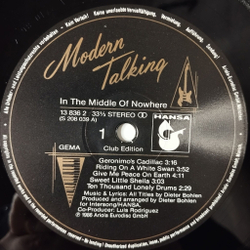 Modern
Talking
In The Middle Of Nowhere
13 836 2 33⅓ STEREO
(S 208 039 A)
HANSA
1
GEMA
Club Edition
Geronimo's Cadillac 3:16
Riding On A White Swan 3:52
Give Me Peace On Earth 4:11
Sweet Little Sheila 3:03
Ten Thousand Lonely Drums 2:29
Music & Lyrics: All Titles by Dieter Bohlen
Produced and arranged by Dieter Bohlen
for Intersong/HANSA.
Co-Producer: Luis Rodriguez
℗ 1986 Ariola Eurodisc GmbH